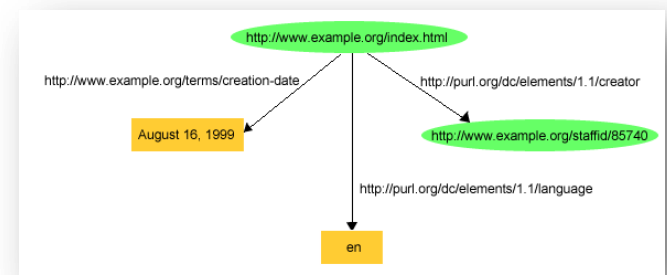 http://www.example.org/index.html
http://www.example.org/terms/creation-date
http://purl.org/dc/elements/1.1/creator
August 16, 1999
http://www.example.org/staffid/85740
http://purl.org/dc/elements/1.1/language
en